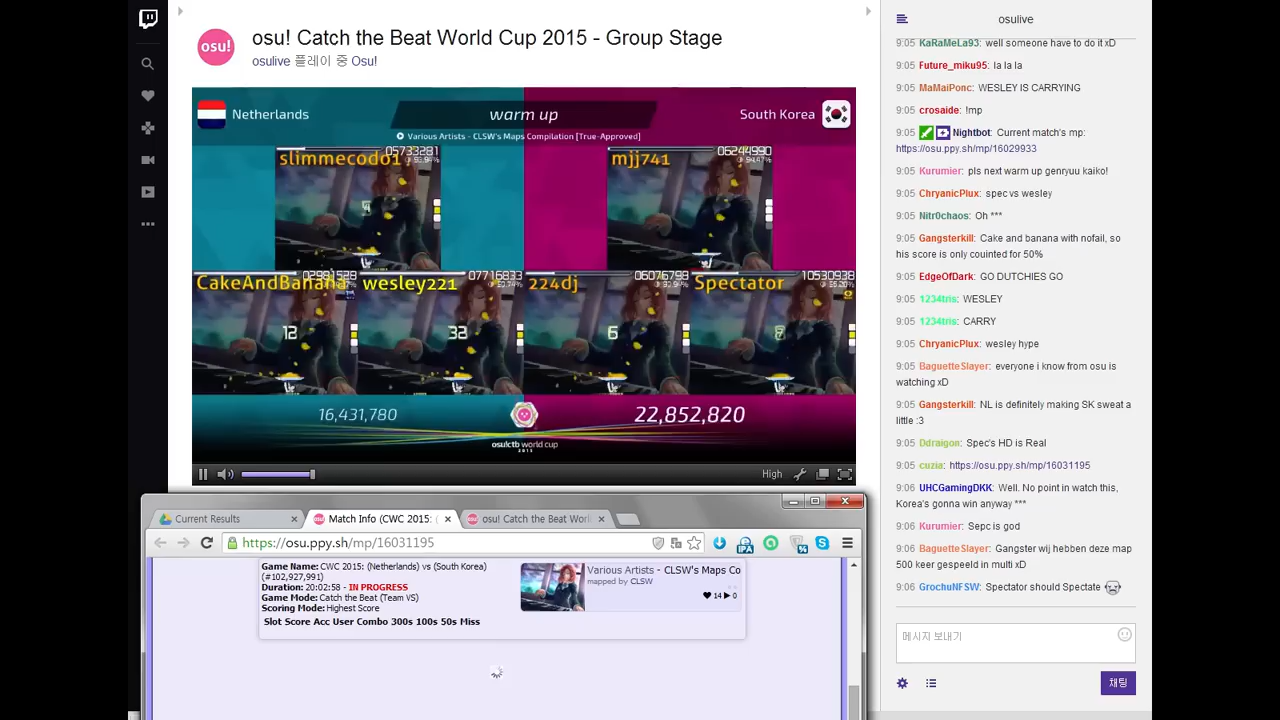 osu!
osu! Catch the Beat World Cup 2015 - Group Stage
osulive 플레이 중 Osu!
Netherlands
warm up
South Korea
Various Artists - CLSW's Maps Compilation [True-Approved]
slimmecodo1
05733281
93.94%
mjj741
06244990
94.47%
4
CakeAndBanana
wesley221
07716833
224dj
06076798
93.94%
Spectator
10530938
12
32
6
8
16,431,780
22,852,820
osu!ctb world cup
2015
High
osulive
9:05 KaRaMeLa93: well someone have to do it xD
9:05 Future_miku95: la la la
9:05 MaMaiPonc: WESLEY IS CARRYING
9:05 crosaide: !mp
9:05 Nightbot: Current match's mp:
https://osu.ppy.sh/mp/16029933
9:05 Kurumier: pls next warm up genryuu kaiko!
9:05 ChryanicPlux: spec vs wesley
9:05 Nitr0chaos: Oh ***
9:05 Gangsterkill: Cake and banana with nofail, so
his score is only couinted for 50%
9:05 EdgeOfDark: GO DUTCHIES GO
9:05 1234tris: WESLEY
9:05 1234tris: CARRY
9:05 ChryanicPlux: wesley hype
9:05 BaguetteSlayer: everyone i know from osu is
watching xD
9:05 Gangsterkill: NL is definitely making SK sweat a
little :3
9:05 Ddraigon: Spec's HD is Real
9:05 cuzia: https://osu.ppy.sh/mp/16031195
9:06 UHCGamingDKK: Well. No point in watch this,
Korea's gonna win anyway ***
9:06 Kurumier: Sepc is god
9:06 BaguetteSlayer: Gangster wij hebben deze map
500 keer gespeeld in multi xD
9:06 GrochuNFSW: Spectator should Spectate
메시지 보내기
채팅
Current Results
Match Info (CWC 2015: (
osu! Catch the Beat Worl
https://osu.ppy.sh/mp/16031195
Game Name: CWC 2015: (Netherlands) vs (South Korea)
(#102,927,991)
Duration: 20:02:58 - IN PROGRESS
Game Mode: Catch the Beat (Team VS)
Scoring Mode: Highest Score
Slot Score Acc User Combo 300s 100s 50s Miss
Various Artists - CLSW's Maps Co
mapped by CLSW
14 0